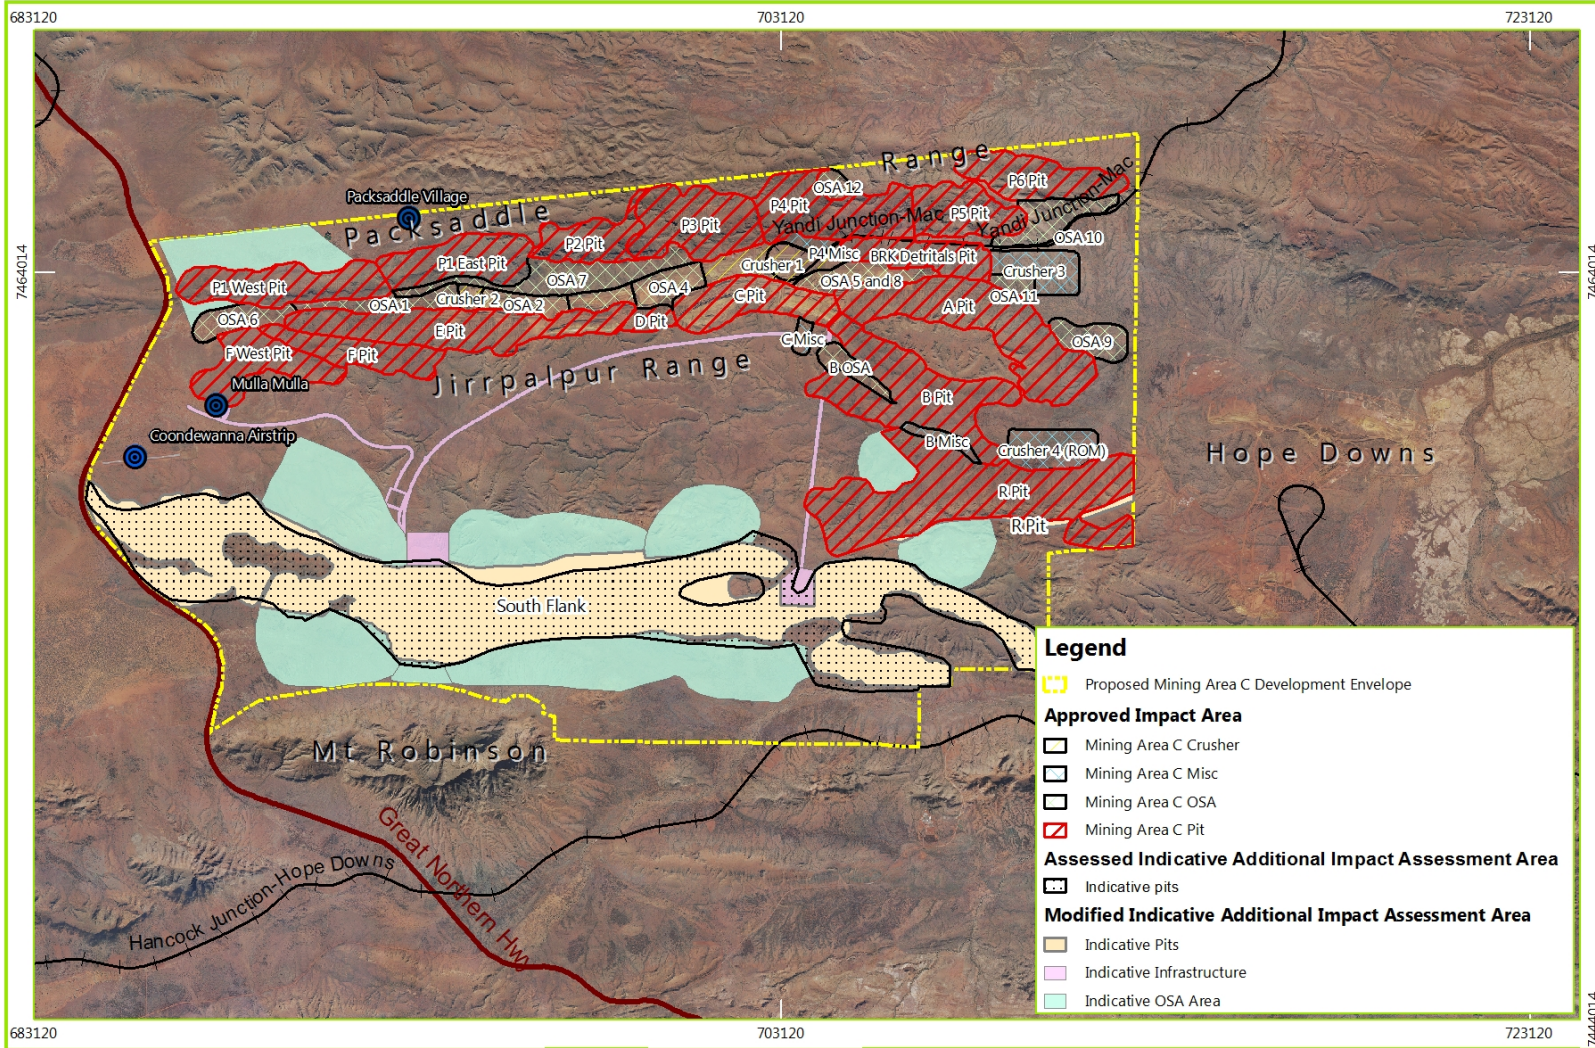 683120
703120
723120
7464014
7464014
Range
Packsaddle Village
Packsaddle
OSA 12
P6 Pit
Yandi Junction-Mac
P4 Pit
P3 Pit
Yandi Junction-Mac
P5 Pit
P2 Pit
OSA 10
P1 East Pit
P4 Misc
BRK Detritals Pit
Crusher 1
Crusher 3
OSA 7
OSA 5 and 8
P1 West Pit
OSA 4
C Pit
OSA 11
Crusher 2
OSA 1
OSA 2
A Pit
OSA 6
D Pit
E Pit
C Misc
OSA 9
F West Pit
F Pit
Jirrpalpur Range
B OSA
Mulla Mulla
B Pit
Coondewanna Airstrip
B Misc
Crusher 4 (ROM)
Hope Downs
R Pit
R Pit
South Flank
Mt Robinson
Great Northern Hwy
Hancock Junction-Hope Downs
Legend
Proposed Mining Area C Development Envelope
Approved Impact Area
Mining Area C Crusher
Mining Area C Misc
Mining Area C OSA
Mining Area C Pit
Assessed Indicative Additional Impact Assessment Area
Indicative pits
Modified Indicative Additional Impact Assessment Area
Indicative Pits
Indicative Infrastructure
Indicative OSA Area
7444014
683120
703120
723120